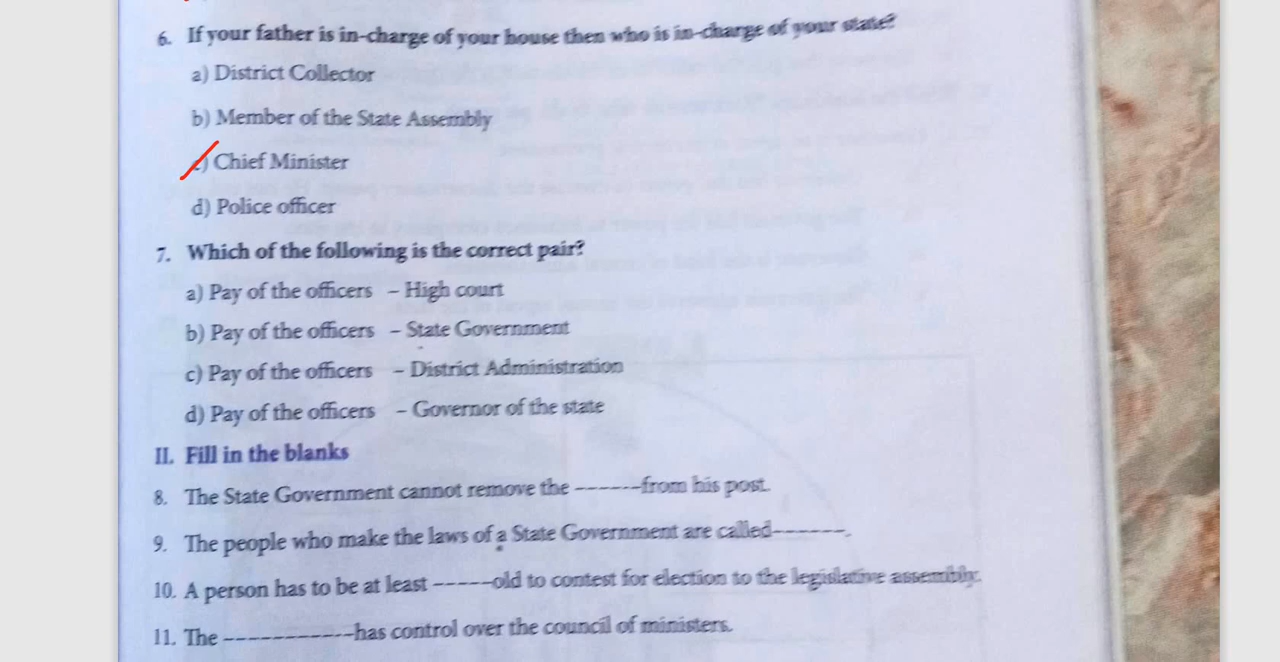 6. If your father is in-charge of your house then who is in-charge of your state?
a) District Collector
b) Member of the State Assembly
c) Chief Minister
d) Police officer
7. Which of the following is the correct pair?
a) Pay of the officers – High court
b) Pay of the officers – State Government
c) Pay of the officers – District Administration
d) Pay of the officers – Governor of the state
II. Fill in the blanks
8. The State Government cannot remove the -------from his post.
9. The people who make the laws of a State Government are called-------.
10. A person has to be at least -----old to contest for election to the legislative assembly.
11. The ------------has control over the council of ministers.